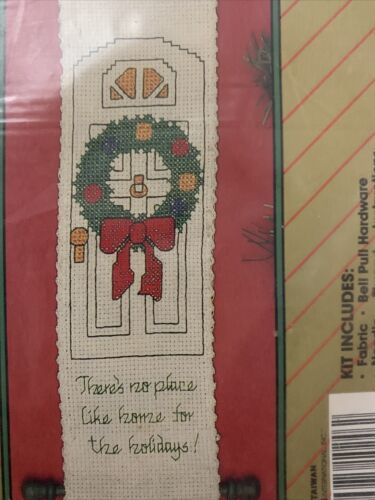 There's no place
like home for
the holidays!
KIT INCLUDES:
• Fabric • Bell Pull Hardware
TAIWAN